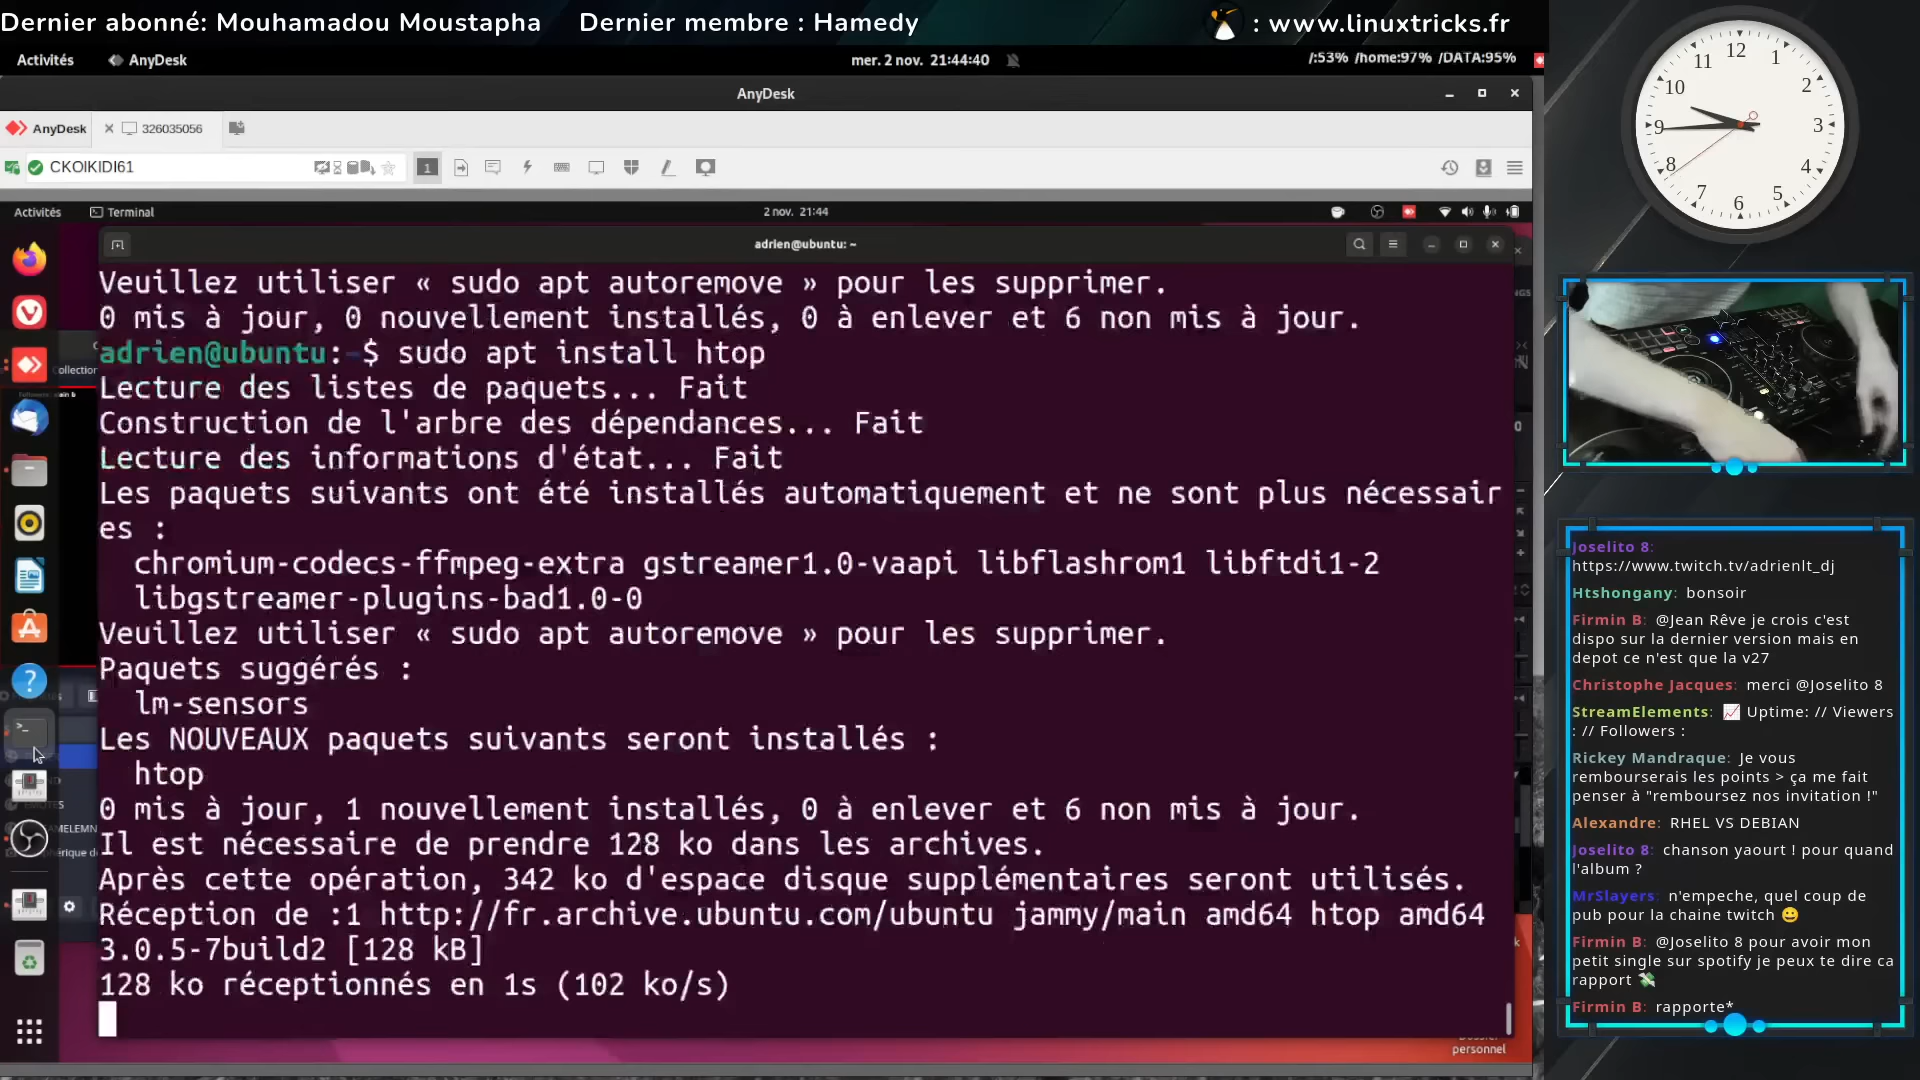 Dernier abonné: Mouhamadou Moustapha Dernier membre : Hamedy : www.linuxtricks.fr
Activités AnyDesk mer. 2 nov. 21:44:40 /:53% /home:97% /DATA:95%
AnyDesk
AnyDesk 326035056
CKOIKIDI61 1
Activités Terminal 2 nov. 21:44
adrien@ubuntu: ~
Veuillez utiliser « sudo apt autoremove » pour les supprimer.
0 mis à jour, 0 nouvellement installés, 0 à enlever et 6 non mis à jour.
adrien@ubuntu:~$ sudo apt install htop
Lecture des listes de paquets... Fait
Construction de l'arbre des dépendances... Fait
Lecture des informations d'état... Fait
Les paquets suivants ont été installés automatiquement et ne sont plus nécessair
es :
chromium-codecs-ffmpeg-extra gstreamer1.0-vaapi libflashrom1 libftdi1-2
libgstreamer-plugins-bad1.0-0
Veuillez utiliser « sudo apt autoremove » pour les supprimer.
Paquets suggérés :
lm-sensors
Les NOUVEAUX paquets suivants seront installés :
htop
0 mis à jour, 1 nouvellement installés, 0 à enlever et 6 non mis à jour.
Il est nécessaire de prendre 128 ko dans les archives.
Après cette opération, 342 ko d'espace disque supplémentaires seront utilisés.
Réception de :1 http://fr.archive.ubuntu.com/ubuntu jammy/main amd64 htop amd64
3.0.5-7build2 [128 kB]
128 ko réceptionnés en 1s (102 ko/s)
personnel
12 1 2 3 4 5 6 7 8 9 10 11
Joselito 8:
https://www.twitch.tv/adrienlt_dj
Htshongany: bonsoir
Firmin B: @Jean Rêve je crois c'est
dispo sur la dernier version mais en
depot ce n'est que la v27
Christophe Jacques: merci @Joselito 8
StreamElements: 📈 Uptime: // Viewers
: // Followers :
Rickey Mandraque: Je vous
rembourserais les points > ça me fait
penser à "remboursez nos invitation !"
Alexandre: RHEL VS DEBIAN
Joselito 8: chanson yaourt ! pour quand
l'album ?
MrSlayers: n'empeche, quel coup de
pub pour la chaine twitch 😀
Firmin B: @Joselito 8 pour avoir mon
petit single sur spotify je peux te dire ca
rapport 💸
Firmin B: rapporte*